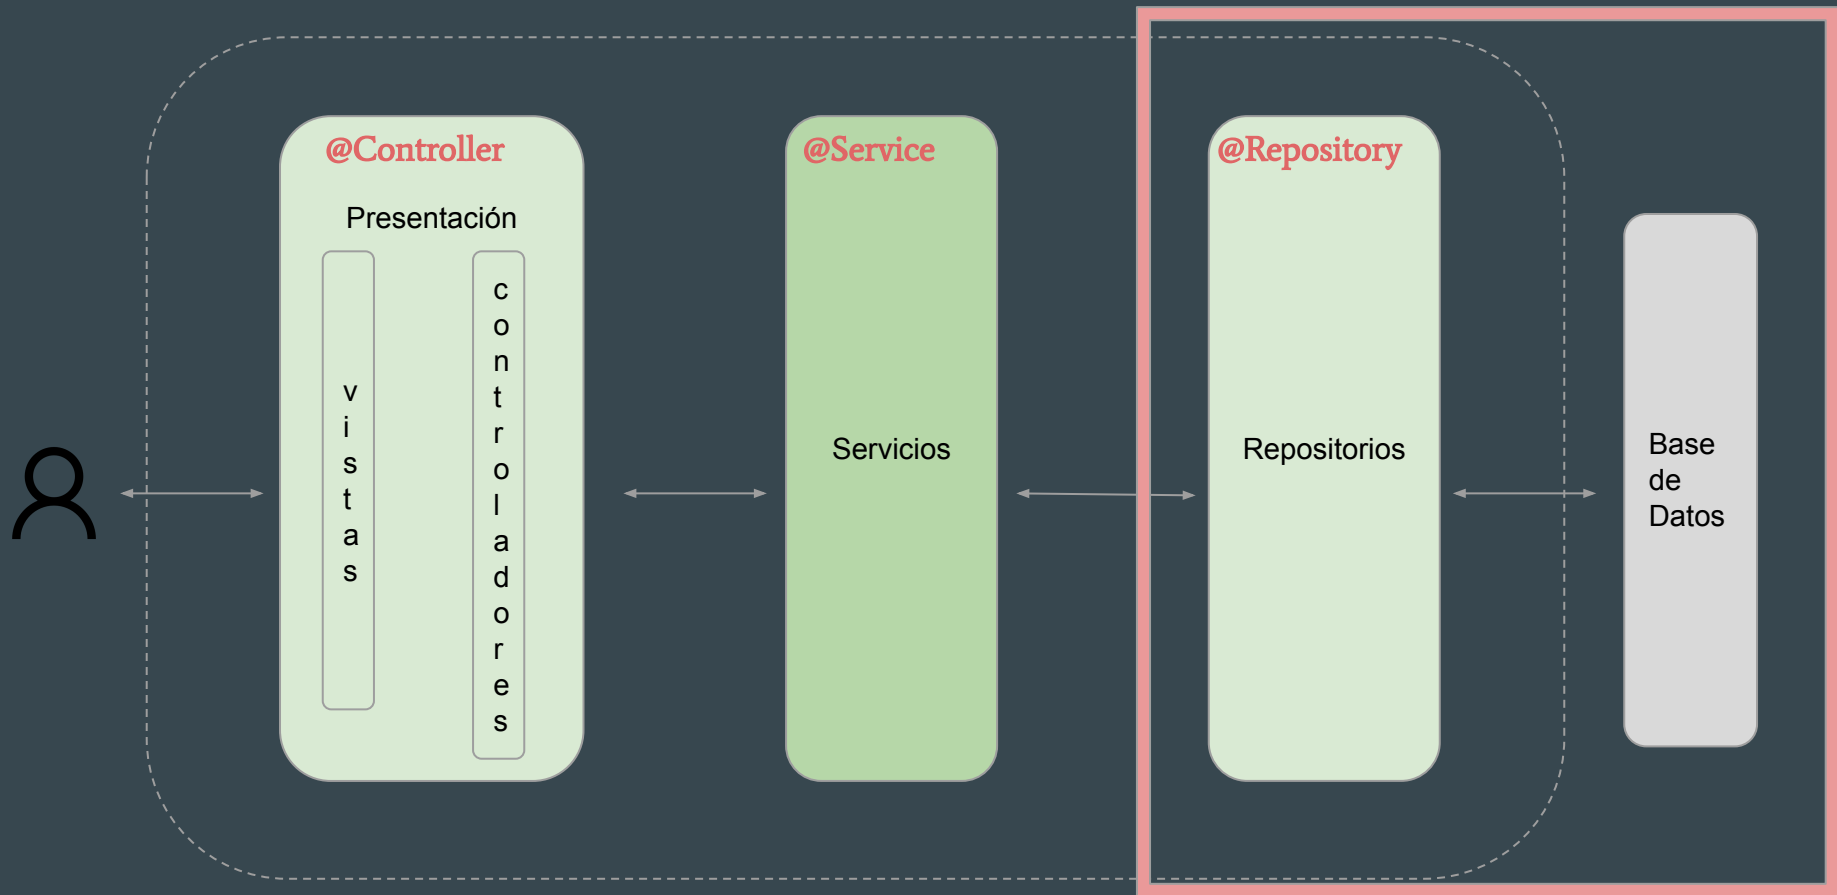 @Controller
Presentación
vistas
controladores
@Service
Servicios
@Repository
Repositorios
Base
de
Datos